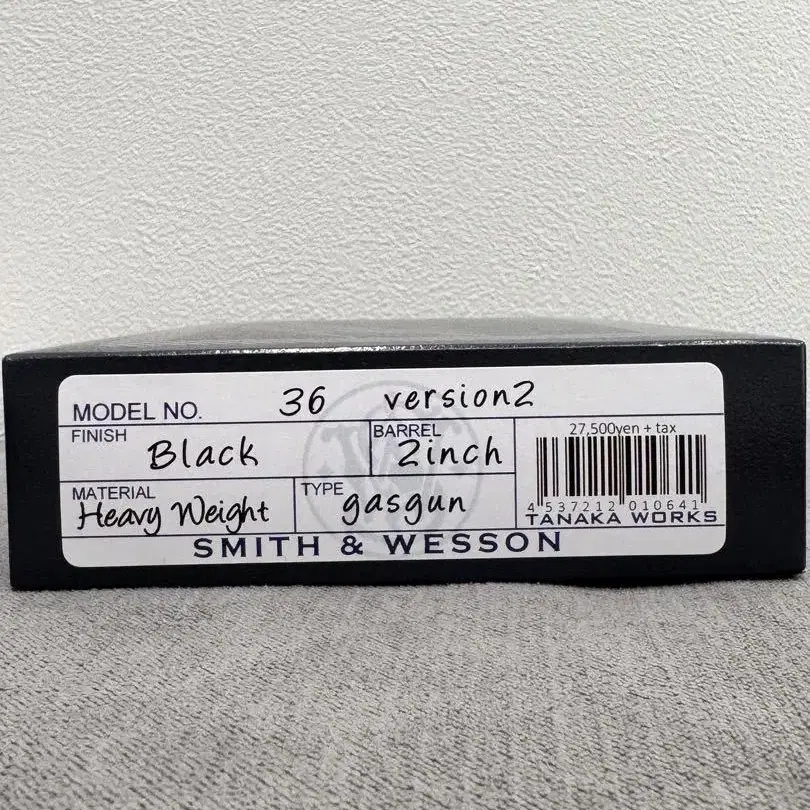 MODEL NO. 36 version2
FINISH Black
BARREL 2inch
27,500yen + tax
MATERIAL Heavy Weight
TYPE gasgun
4 537212 010641
TANAKA WORKS
SMITH & WESSON